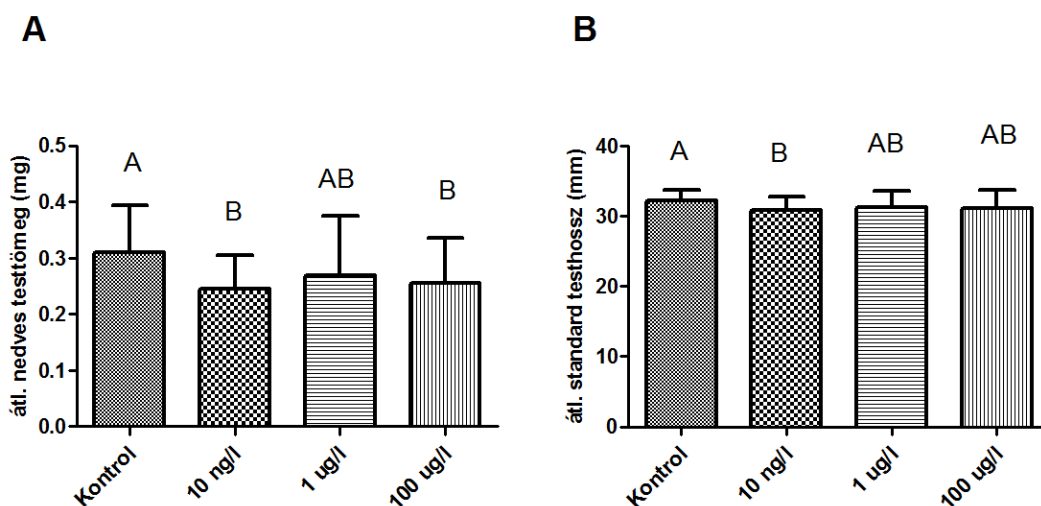 A
átl. nedves testtömeg (mg)
0.5
0.4
0.3
0.2
0.1
0.0
A
B
AB
B
Kontrol
10 ng/l
1 ug/l
100 ug/l
B
átl. standard testhossz (mm)
40
30
20
10
0
A
B
AB
AB
Kontrol
10 ng/l
1 ug/l
100 ug/l